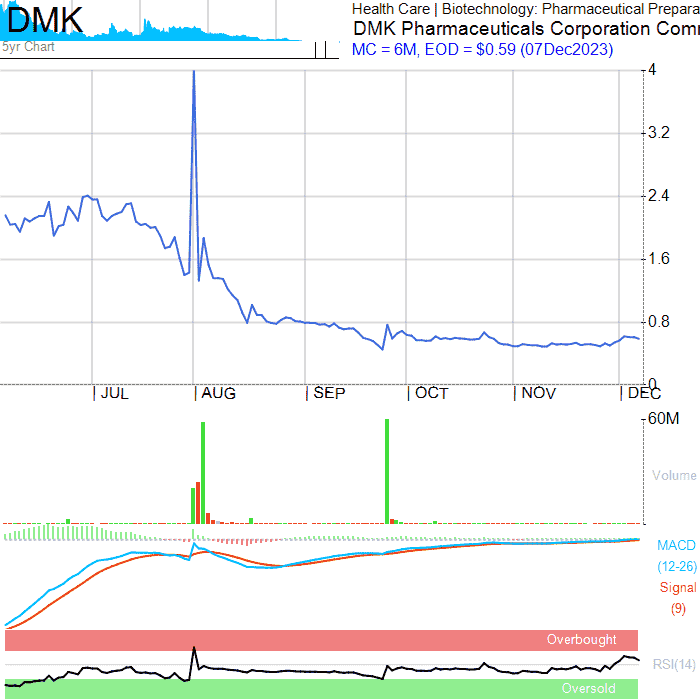 DMK
Health Care | Biotechnology: Pharmaceutical Prepara
DMK Pharmaceuticals Corporation Com
5yr Chart
MC = 6M, EOD = $0.59 (07Dec2023)
4
3.2
2.4
1.6
0.8
0
JUL AUG SEP OCT NOV DEC
60M
Volume
MACD
(12-26)
Signal
(9)
Overbought
RSI(14)
Oversold